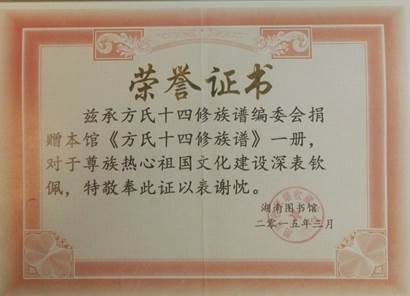 荣誉证书
兹承方氏十四修族谱编委会捐
赠本馆《方氏十四修族谱》一册，
对于尊族热心祖国文化建设深表钦
佩，特敬奉此证以表谢忱。
湖南图书馆
二零一五年三月